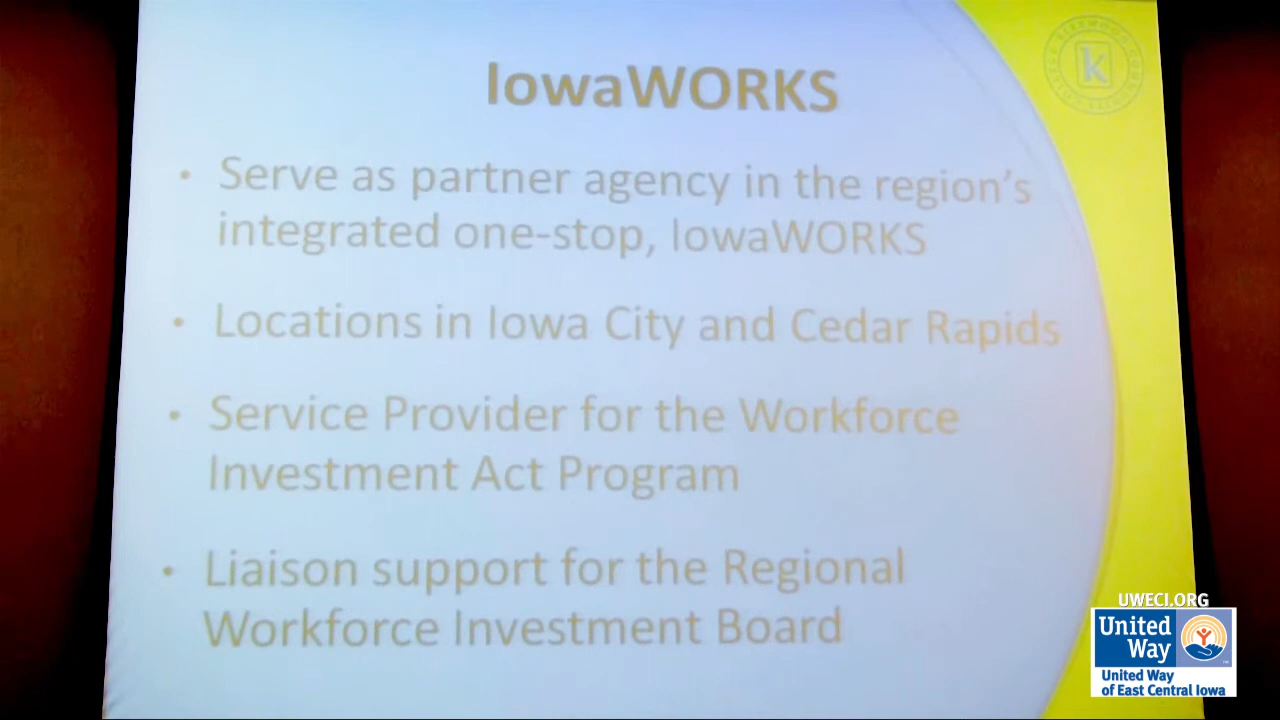 IowaWORKS
• Serve as partner agency in the region's
integrated one-stop, IowaWORKS
• Locations in Iowa City and Cedar Rapids
• Service Provider for the Workforce
Investment Act Program
• Liaison support for the Regional
Workforce Investment Board
k
UWECI.ORG
United
Way
United Way
of East Central Iowa